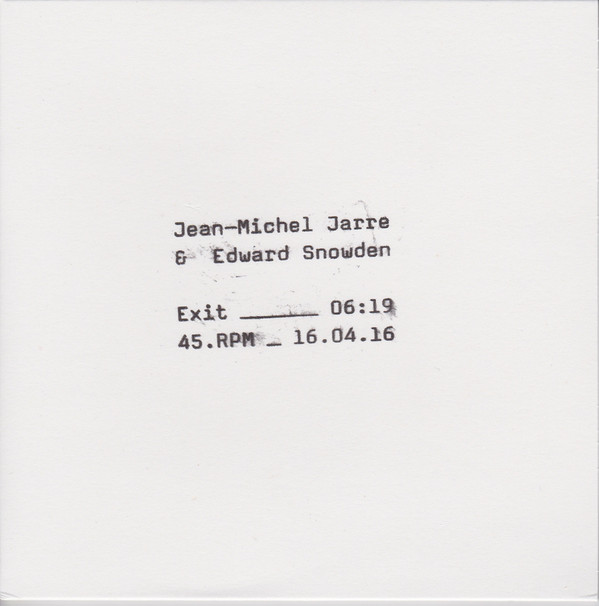 Jean-Michel Jarre
& Edward Snowden
Exit ______ 06:19
45.RPM _ 16.04.16